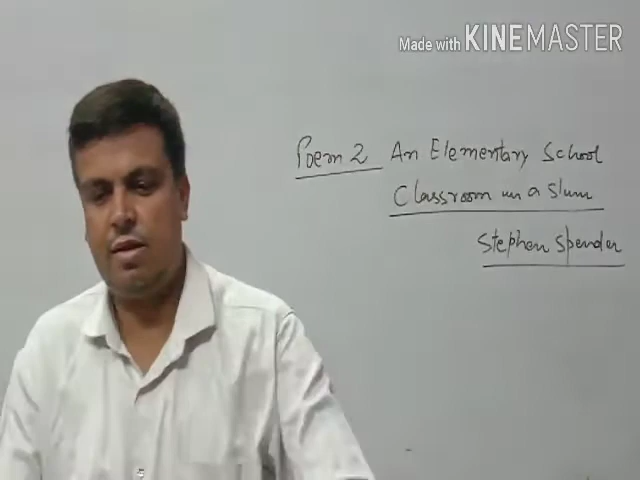 Made with KINEMASTER
Poem 2 An Elementary School
Classroom in a Slum
Stephen Spender